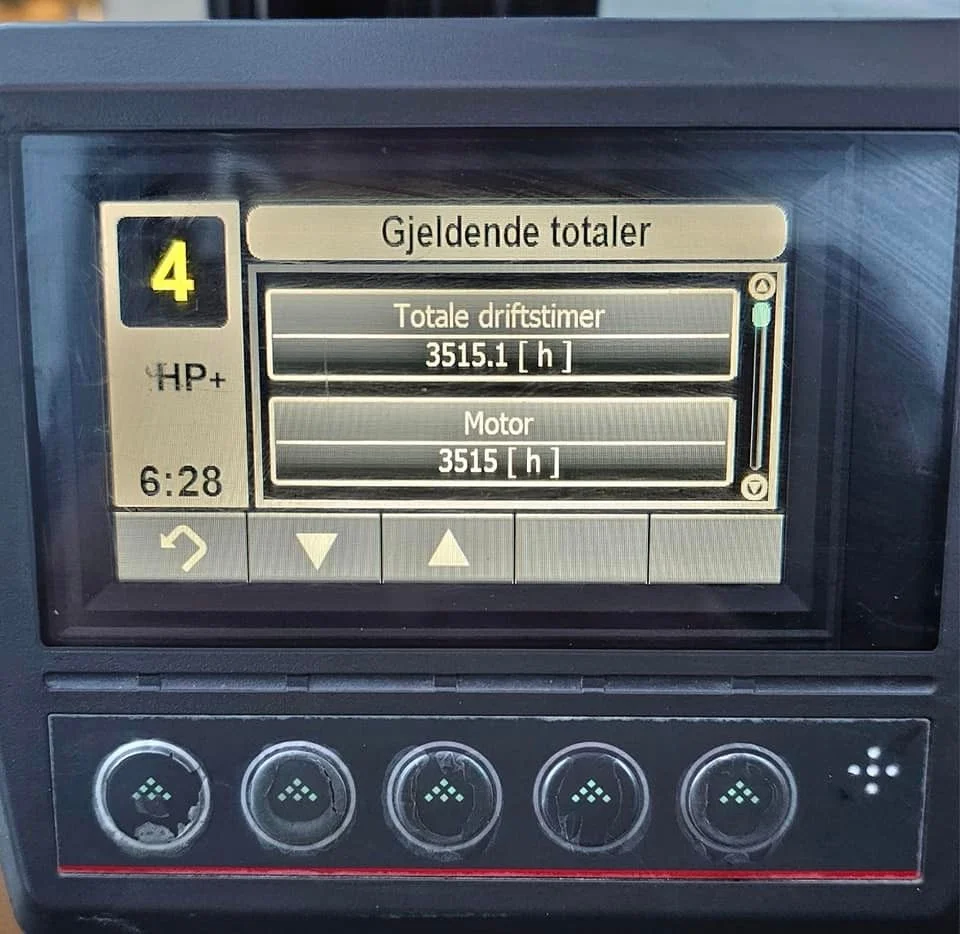 4
HP+
6:28
Gjeldende totaler
Totale driftstimer
3515.1 [ h ]
Motor
3515 [ h ]